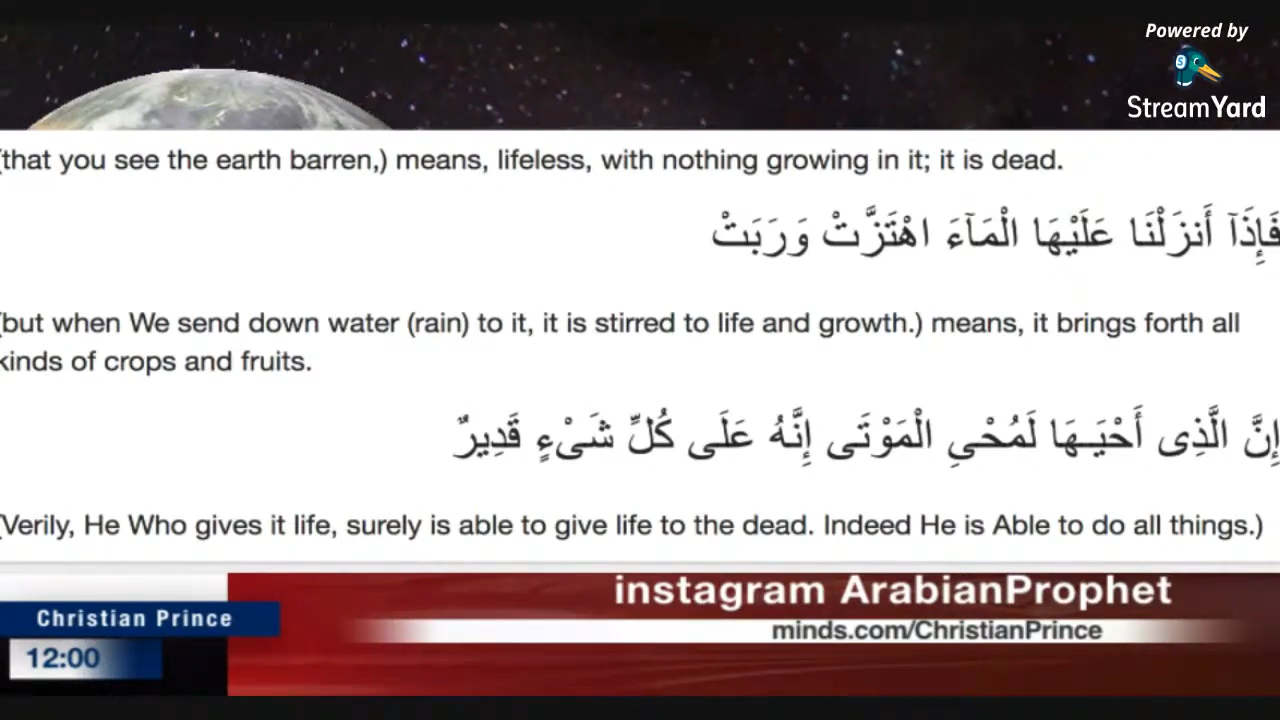 Powered by
StreamYard
(that you see the earth barren,) means, lifeless, with nothing growing in it; it is dead.
فَإِذَآ أَنزَلْنَا عَلَيْهَا الْمَآءَ اهْتَزَّتْ وَرَبَتْ
(but when We send down water (rain) to it, it is stirred to life and growth.) means, it brings forth all
kinds of crops and fruits.
إِنَّ الَّذِى أَحْيَـهَا لَمُحْىِ الْمَوْتَى إِنَّهُ عَلَى كُلِّ شَىْءٍ قَدِيرٌ
(Verily, He Who gives it life, surely is able to give life to the dead. Indeed He is Able to do all things.)
instagram ArabianProphet
Christian Prince
minds.com/ChristianPrince
12:00